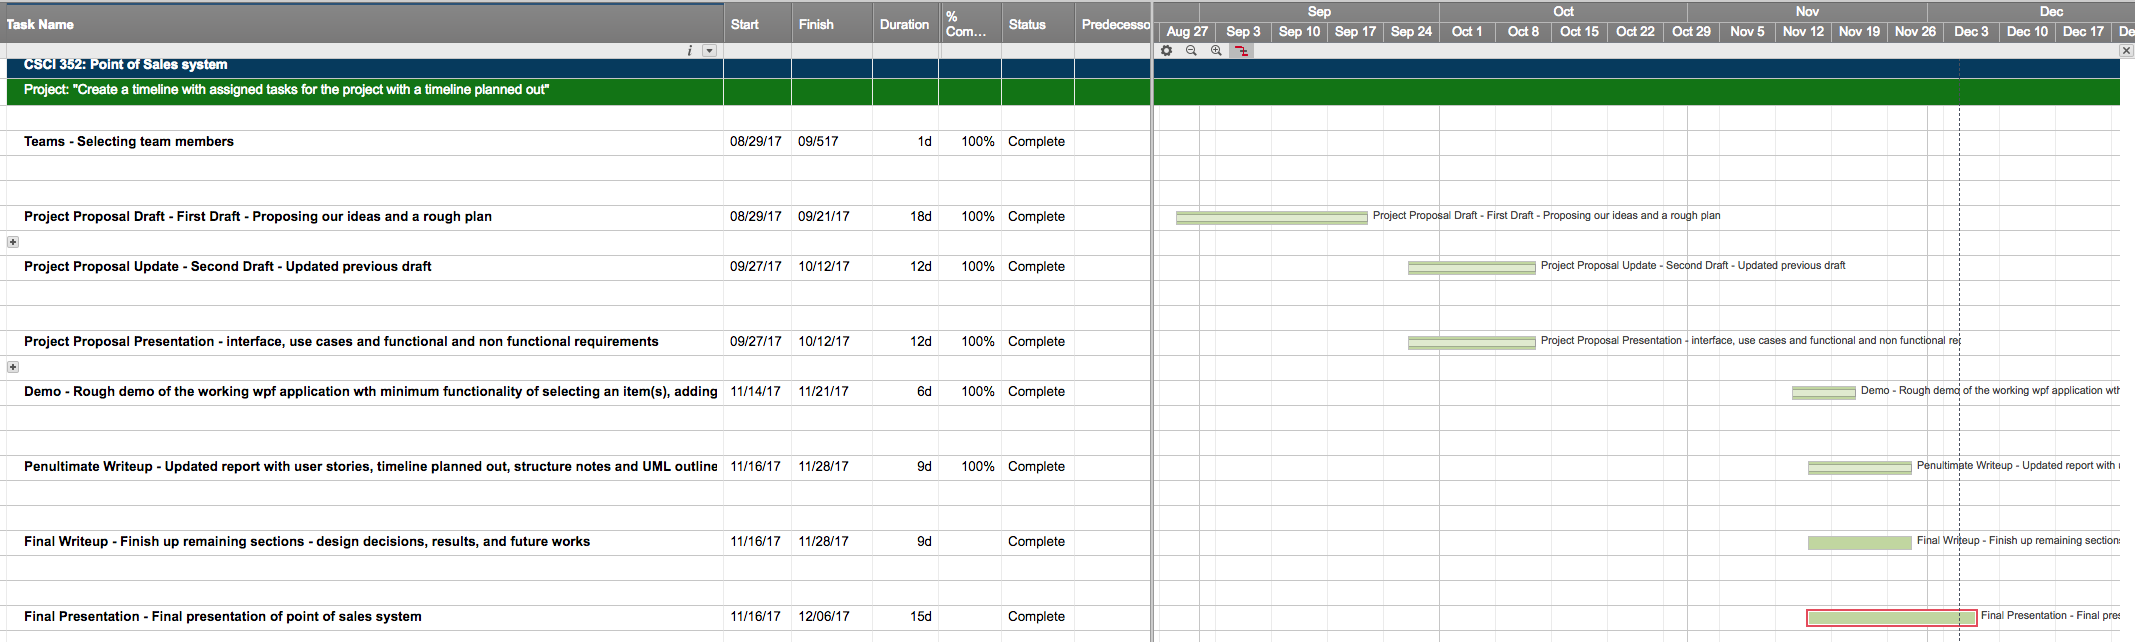 Task Name Start Finish Duration % Com... Status Predecesso Sep Oct Nov Dec
Aug 27 Sep 3 Sep 10 Sep 17 Sep 24 Oct 1 Oct 8 Oct 15 Oct 22 Oct 29 Nov 5 Nov 12 Nov 19 Nov 26 Dec 3 Dec 10 Dec 17 De
i
CSCI 352: Point of Sales system
Project: "Create a timeline with assigned tasks for the project with a timeline planned out"
Teams - Selecting team members 08/29/17 09/517 1d 100% Complete
Project Proposal Draft - First Draft - Proposing our ideas and a rough plan 08/29/17 09/21/17 18d 100% Complete Project Proposal Draft - First Draft - Proposing our ideas and a rough plan
Project Proposal Update - Second Draft - Updated previous draft 09/27/17 10/12/17 12d 100% Complete Project Proposal Update - Second Draft - Updated previous draft
Project Proposal Presentation - interface, use cases and functional and non functional requirements 09/27/17 10/12/17 12d 100% Complete Project Proposal Presentation - interface, use cases and functional and non functional re
Demo - Rough demo of the working wpf application wth minimum functionality of selecting an item(s), adding 11/14/17 11/21/17 6d 100% Complete Demo - Rough demo of the working wpf application wth
Penultimate Writeup - Updated report with user stories, timeline planned out, structure notes and UML outline 11/16/17 11/28/17 9d 100% Complete Penultimate Writeup - Updated report with
Final Writeup - Finish up remaining sections - design decisions, results, and future works 11/16/17 11/28/17 9d Complete Final Writeup - Finish up remaining sections
Final Presentation - Final presentation of point of sales system 11/16/17 12/06/17 15d Complete Final Presentation - Final pres